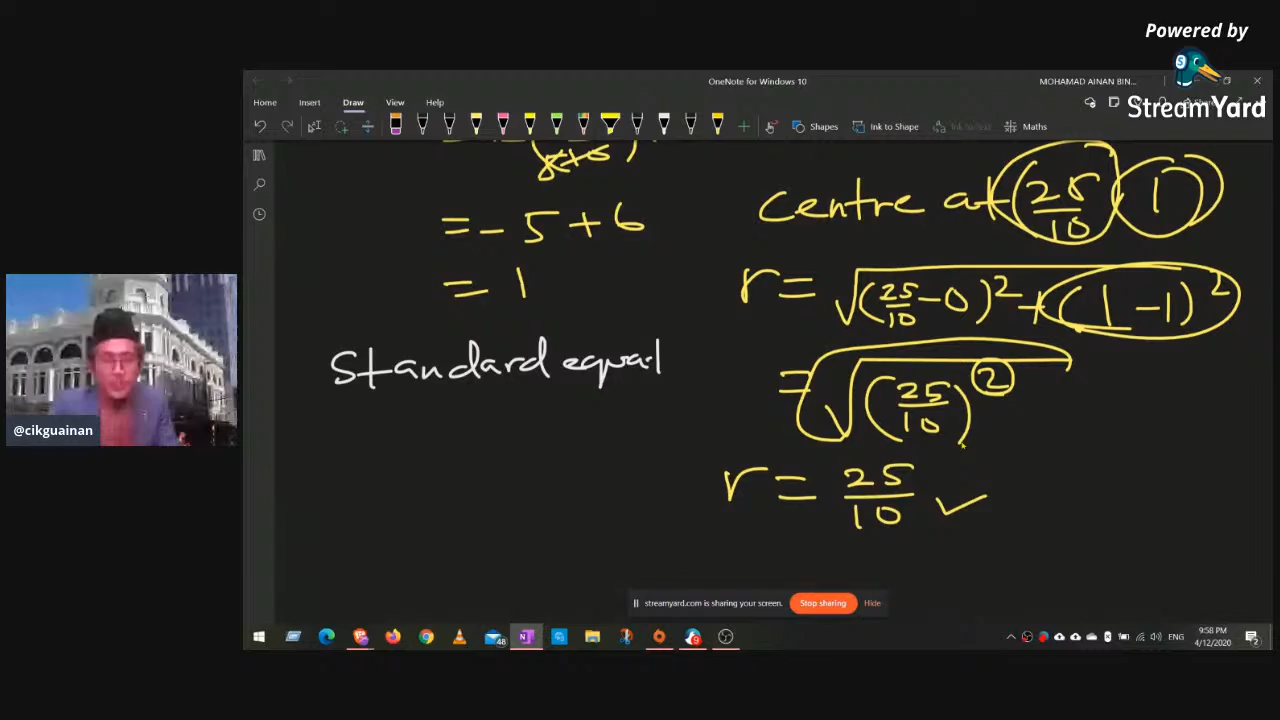 Powered by
StreamYard
OneNote for Windows 10
MOHAMAD AINAN BIN...
Home Insert Draw View Help
Shapes Ink to Shape Maths
= - 5 + 6
= 1
Standard equal
Centre at (25/10, 1)
r = √((25/10 - 0)² + (1 - 1)²)
= √((25/10)²)
r = 25/10 ✓
@cikguainan
streamyard.com is sharing your screen. Stop sharing Hide
48
ENG
9:58 PM
4/12/2020